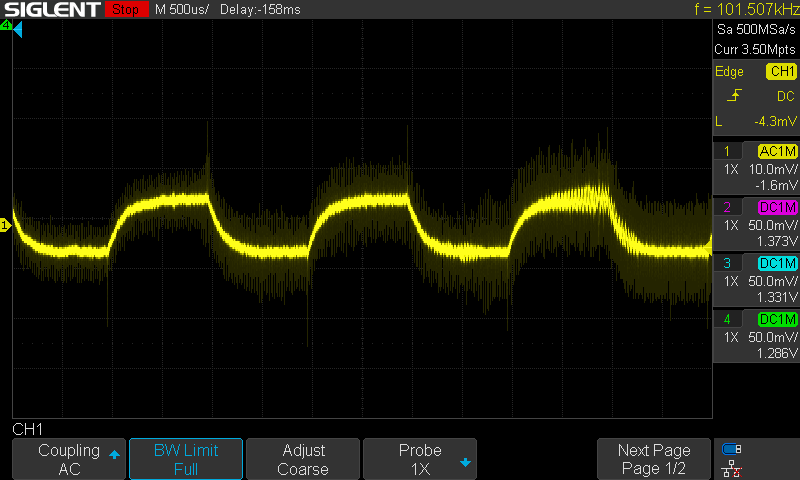 SIGLENT Stop M 500us/ Delay:-158ms f = 101.507kHz
Sa 500MSa/s
Curr 3.50Mpts
Edge CH1
DC
L -4.3mV
1 AC1M
1X 10.0mV/
-1.6mV
2 DC1M
1X 50.0mV/
1.373V
3 DC1M
1X 50.0mV/
1.331V
4 DC1M
1X 50.0mV/
1.286V
4
1
CH1
Coupling
AC
BW Limit
Full
Adjust
Coarse
Probe
1X
Next Page
Page 1/2